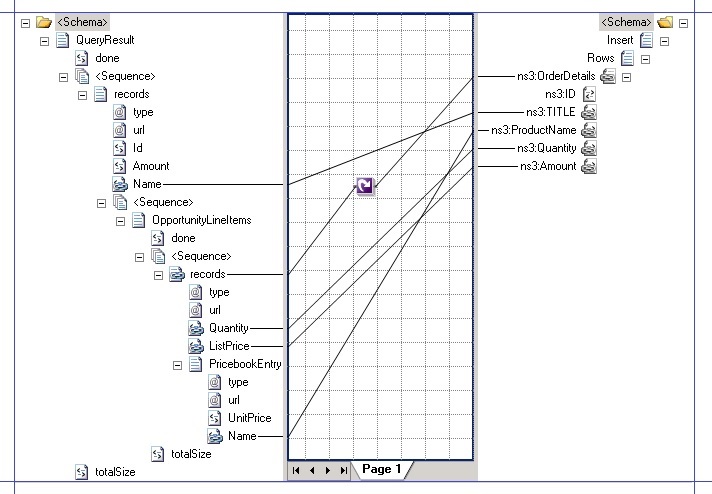 <Schema>
QueryResult
done
<Sequence>
records
type
url
Id
Amount
Name
<Sequence>
OpportunityLineItems
done
<Sequence>
records
type
url
Quantity
ListPrice
PricebookEntry
type
url
UnitPrice
Name
totalSize
totalSize
Page 1
<Schema>
Insert
Rows
ns3:OrderDetails
ns3:ID
ns3:TITLE
ns3:ProductName
ns3:Quantity
ns3:Amount